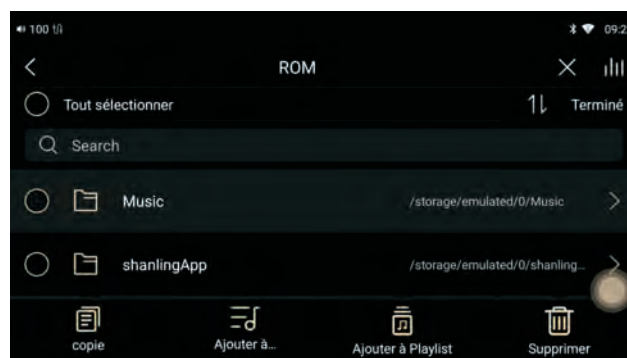 100
09:2
ROM
Tout sélectionner
Terminé
Search
Music
/storage/emulated/0/Music
shanlingApp
/storage/emulated/0/shanling...
copie
Ajouter à...
Ajouter à Playlist
Supprimer